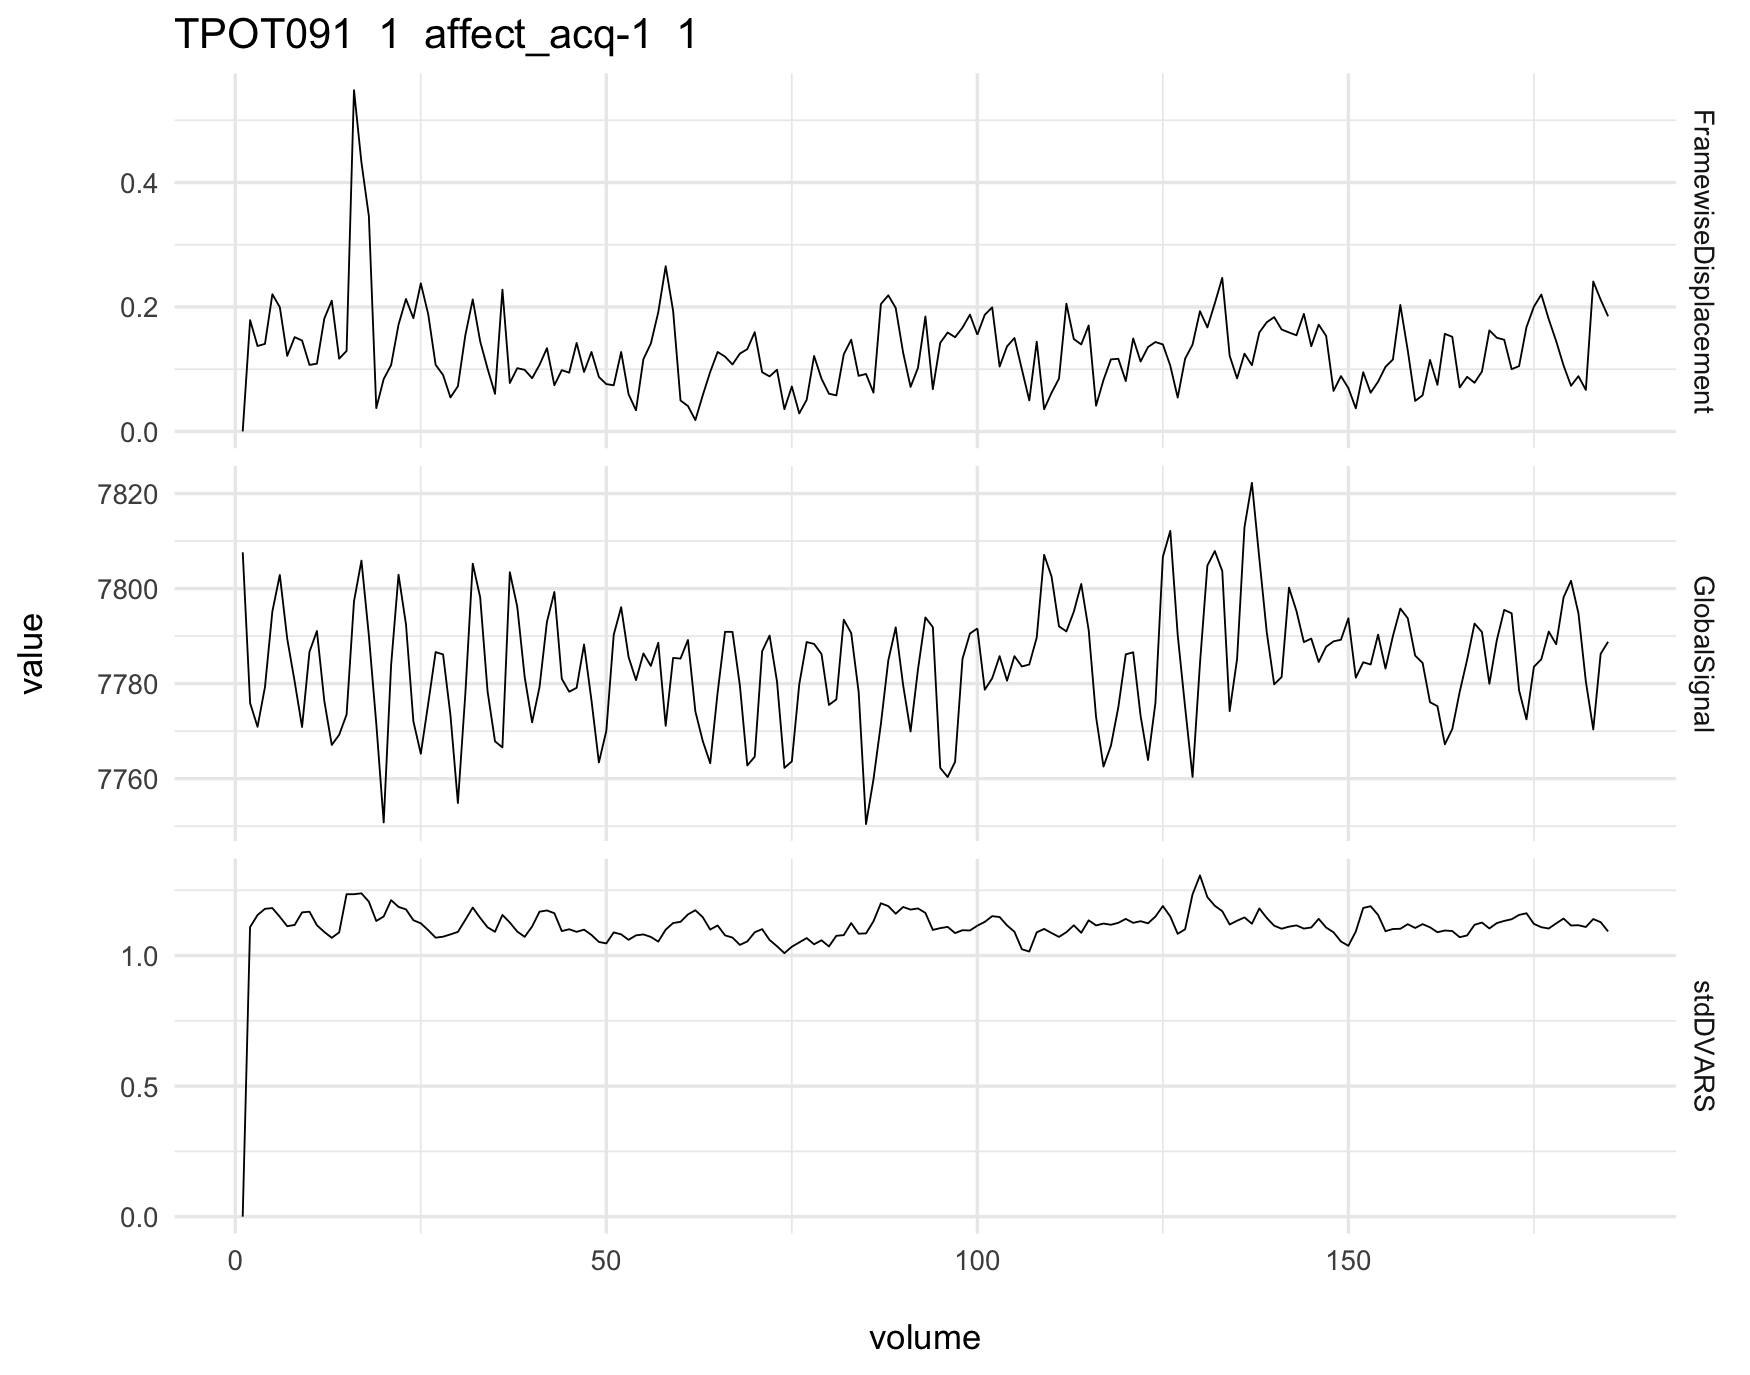 TPOT091 1 affect_acq-1 1
FramewiseDisplacement
0.4
0.2
0.0
GlobalSignal
7820
7800
7780
7760
value
stdDVARS
1.0
0.5
0.0
0 50 100 150
volume